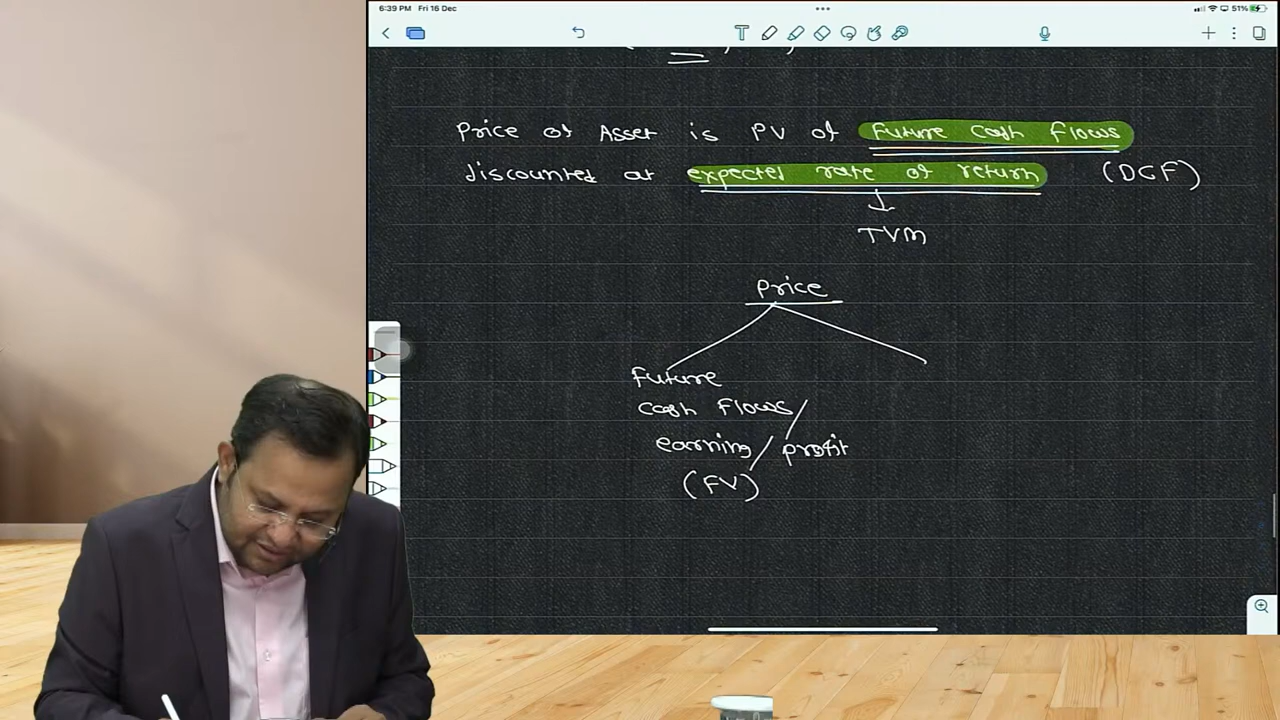 6:39 PM Fri 16 Dec
51%
Price of Asset is PV of Future Cash Flows
discounted at expected rate of return (DCF)
TVM
Price
Future
Cash Flows/
earning/ profit
(FV)